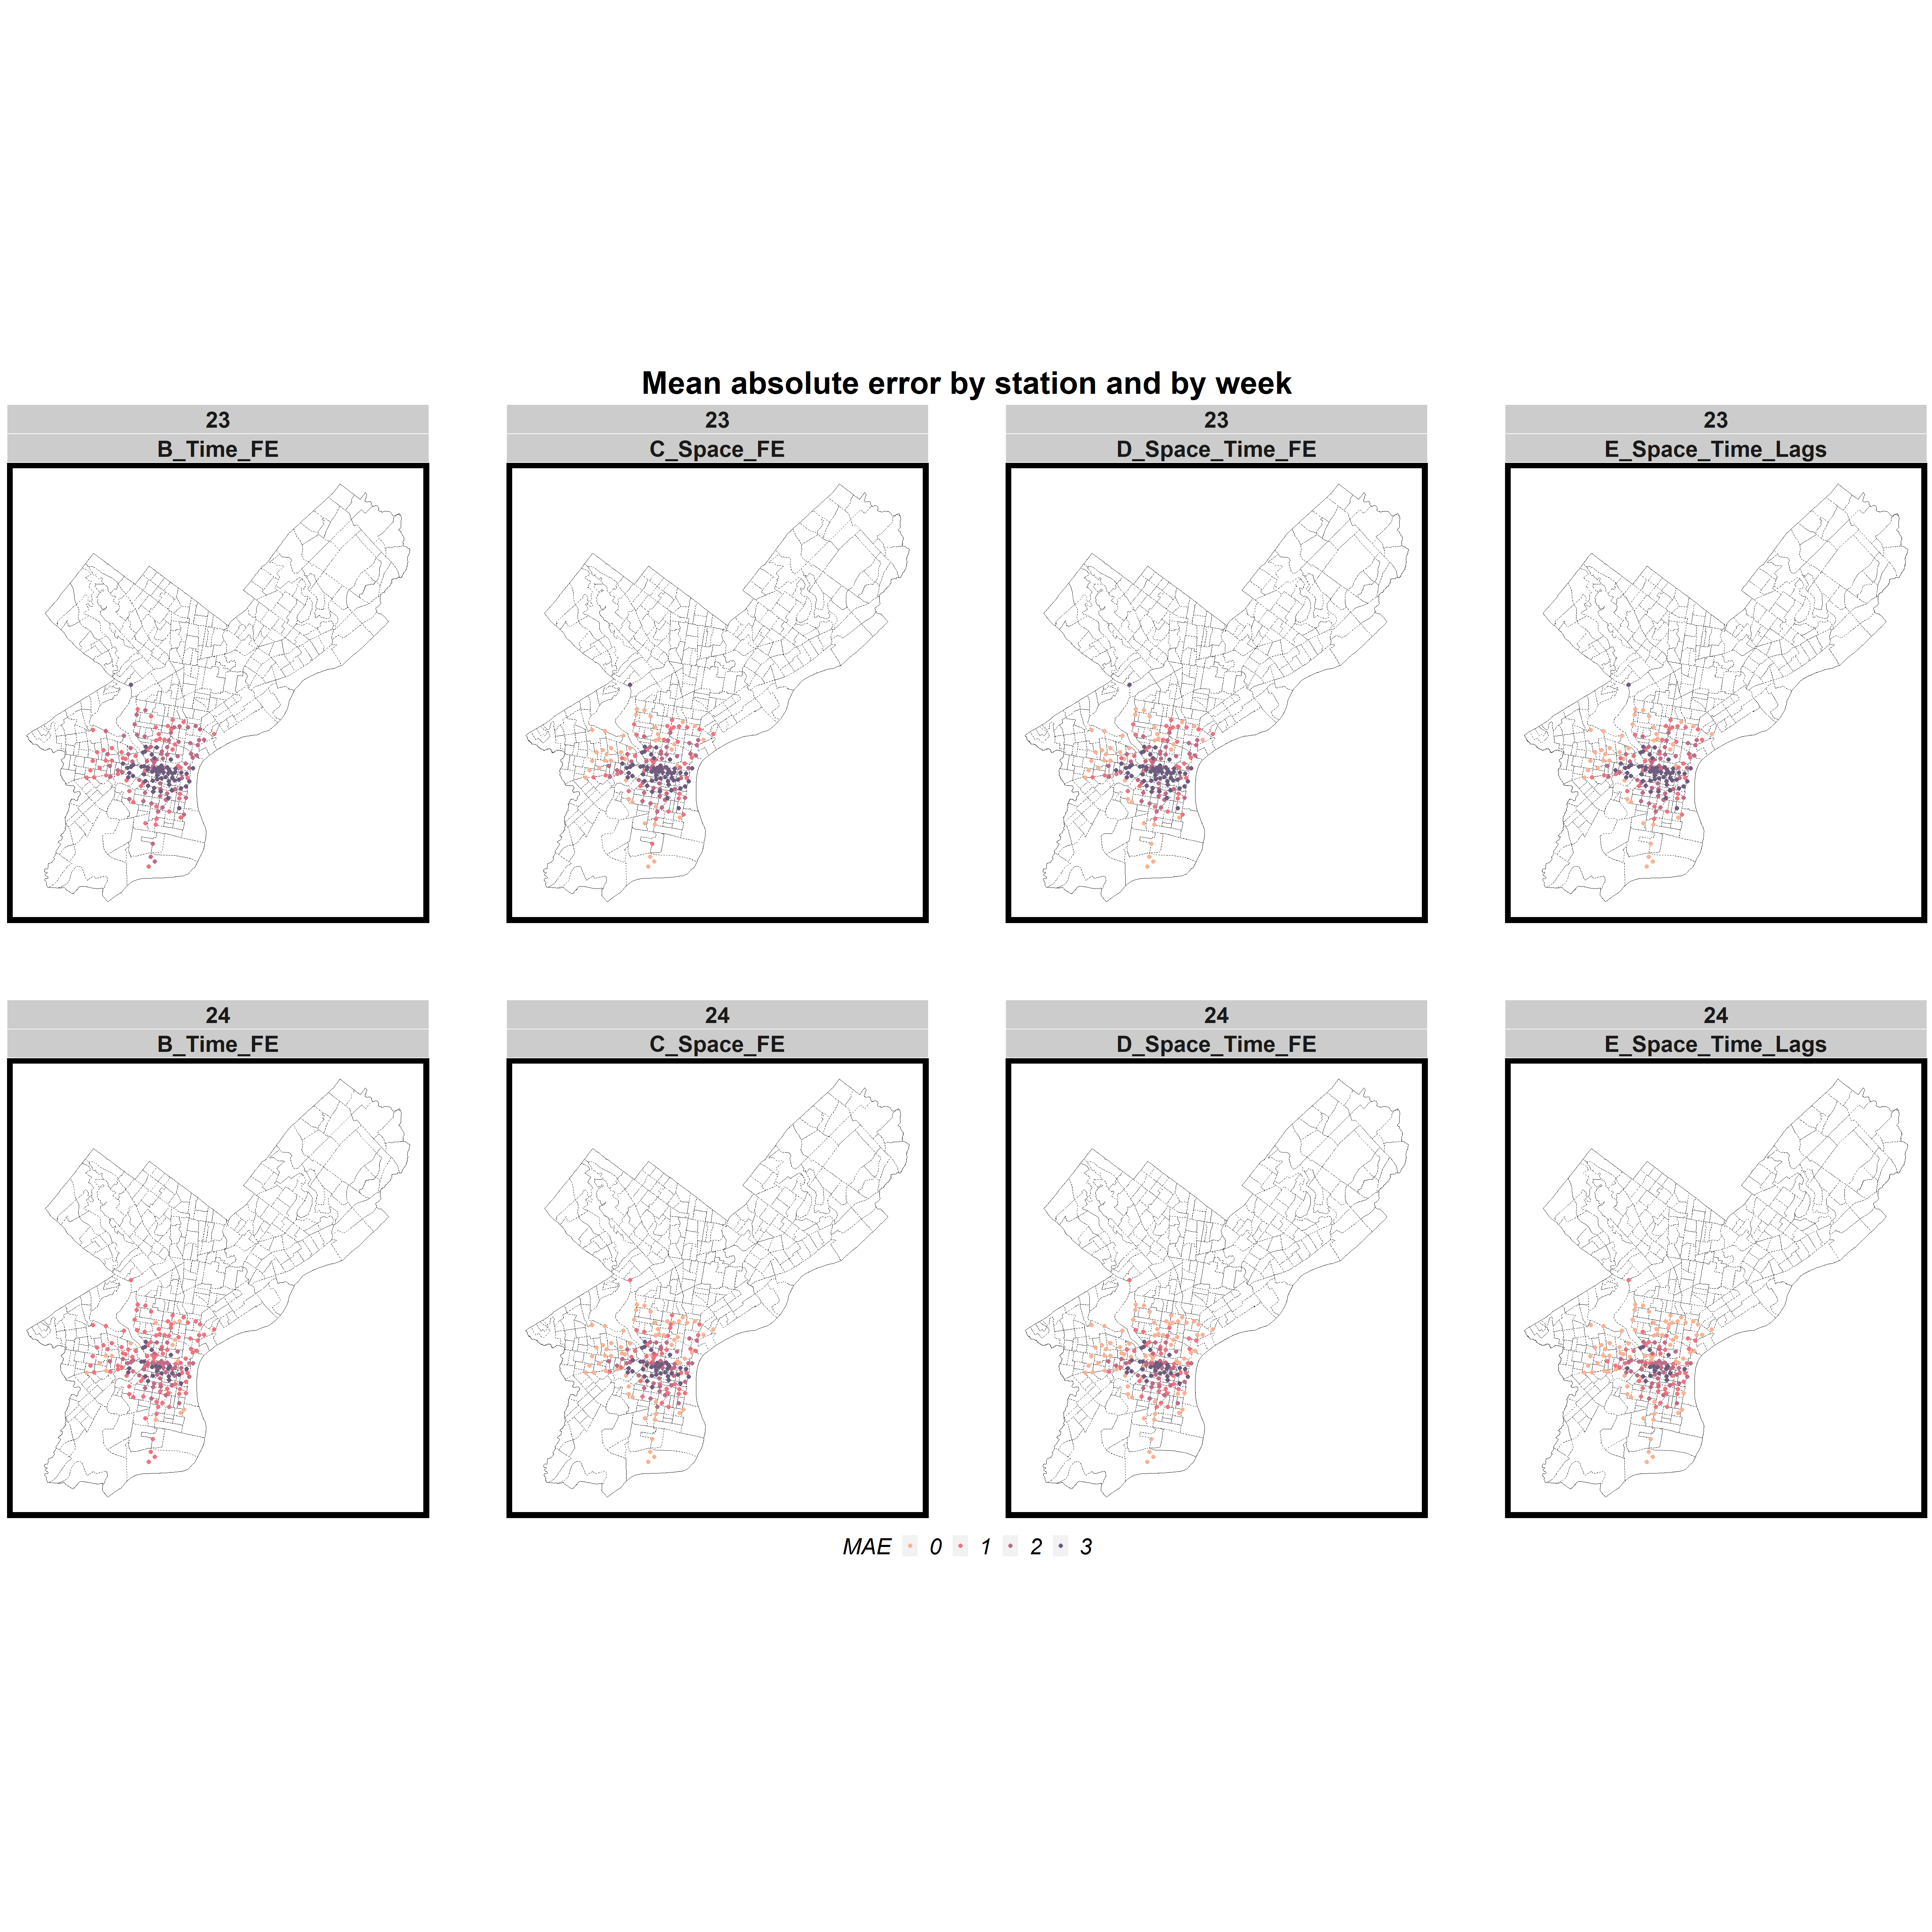 Mean absolute error by station and by week
23 23 23 23
B_Time_FE C_Space_FE D_Space_Time_FE E_Space_Time_Lags
24 24 24 24
B_Time_FE C_Space_FE D_Space_Time_FE E_Space_Time_Lags
MAE 0 1 2 3